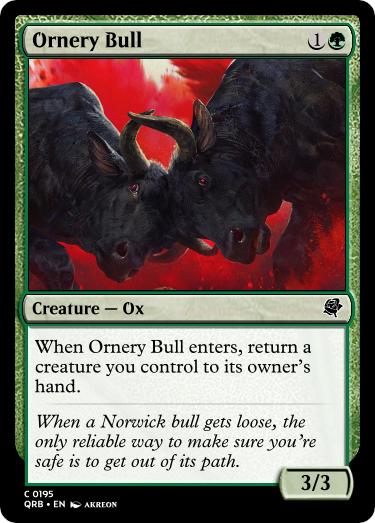 Ornery Bull 1
Creature — Ox
When Ornery Bull enters, return a
creature you control to its owner's
hand.
When a Norwick bull gets loose, the
only reliable way to make sure you're
safe is to get out of its path.
3/3
C 0195
QRB • EN AKREON